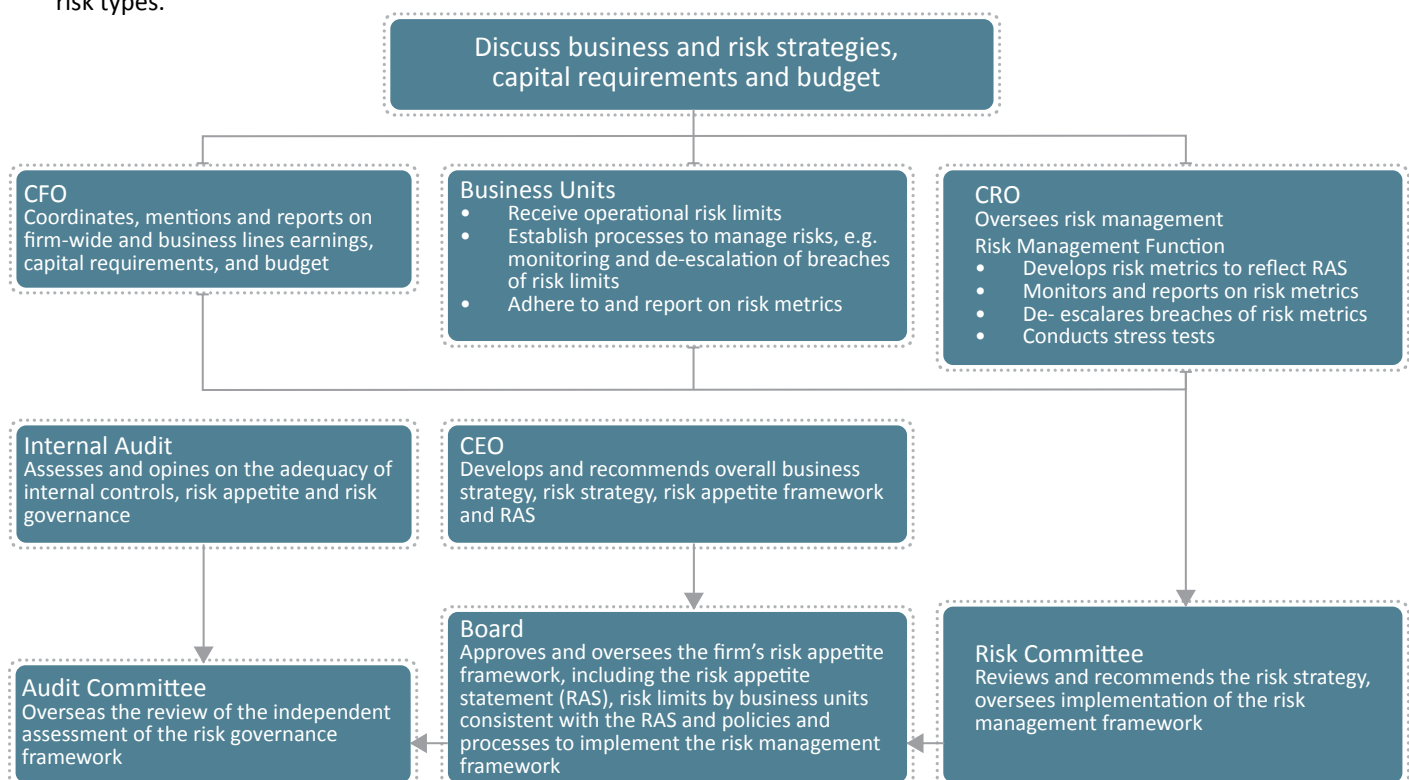 risk types.
Discuss business and risk strategies,
capital requirements and budget
CFO
Coordinates, mentions and reports on
firm-wide and business lines earnings,
capital requirements, and budget
Business Units
• Receive operational risk limits
• Establish processes to manage risks, e.g.
monitoring and de-escalation of breaches
of risk limits
• Adhere to and report on risk metrics
CRO
Oversees risk management
Risk Management Function
• Develops risk metrics to reflect RAS
• Monitors and reports on risk metrics
• De- escalares breaches of risk metrics
• Conducts stress tests
Internal Audit
Assesses and opines on the adequacy of
internal controls, risk appetite and risk
governance
CEO
Develops and recommends overall business
strategy, risk strategy, risk appetite framework
and RAS
Audit Committee
Overseas the review of the independent
assessment of the risk governance
framework
Board
Approves and oversees the firm’s risk appetite
framework, including the risk appetite
statement (RAS), risk limits by business units
consistent with the RAS and policies and
processes to implement the risk management
framework
Risk Committee
Reviews and recommends the risk strategy,
oversees implementation of the risk
management framework